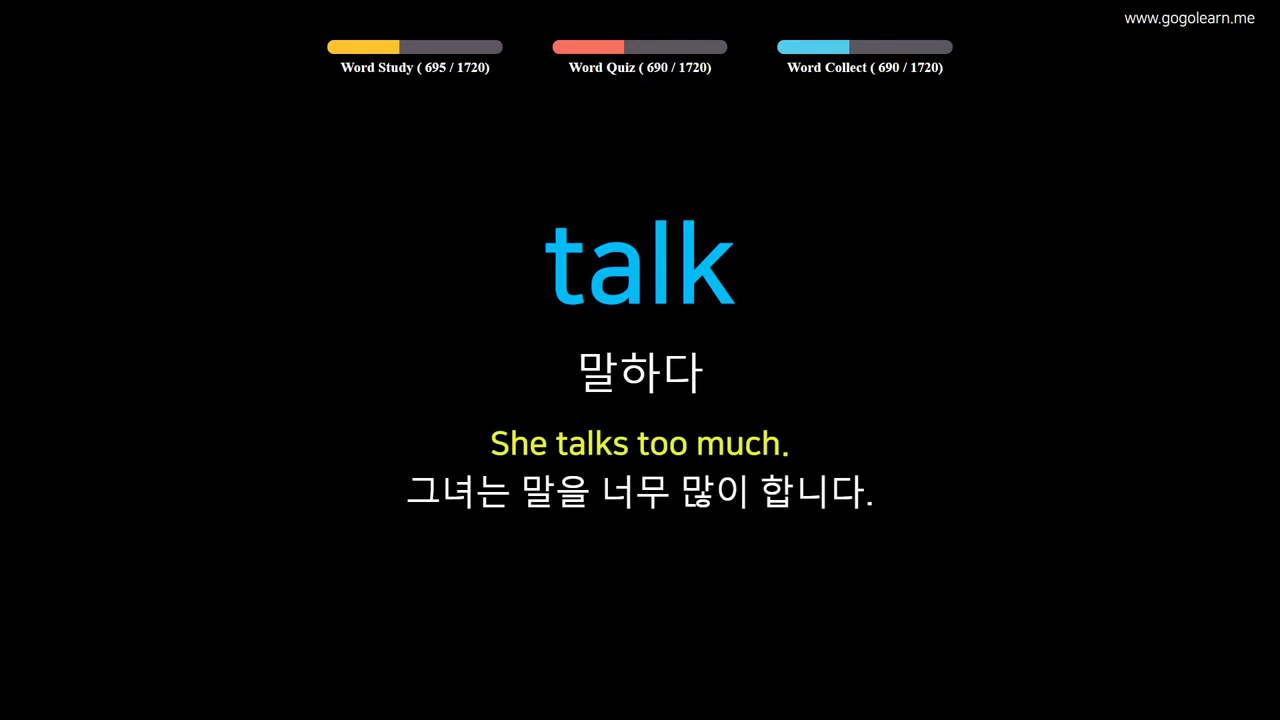 www.gogolearn.me
Word Study ( 695 / 1720) Word Quiz ( 690 / 1720) Word Collect ( 690 / 1720)
talk
말하다
She talks too much.
그녀는 말을 너무 많이 합니다.